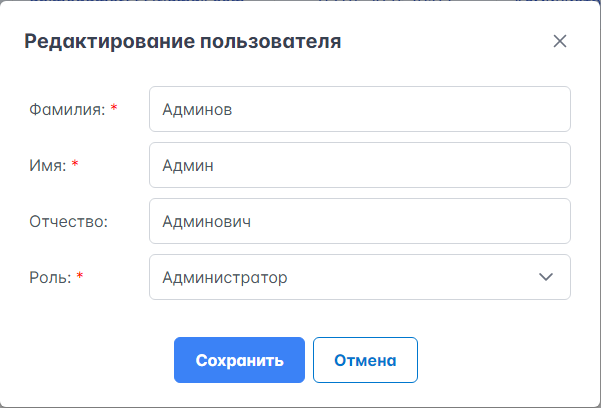 Редактирование пользователя
Фамилия: * Админов
Имя: * Админ
Отчество: Админович
Роль: * Администратор
Сохранить Отмена